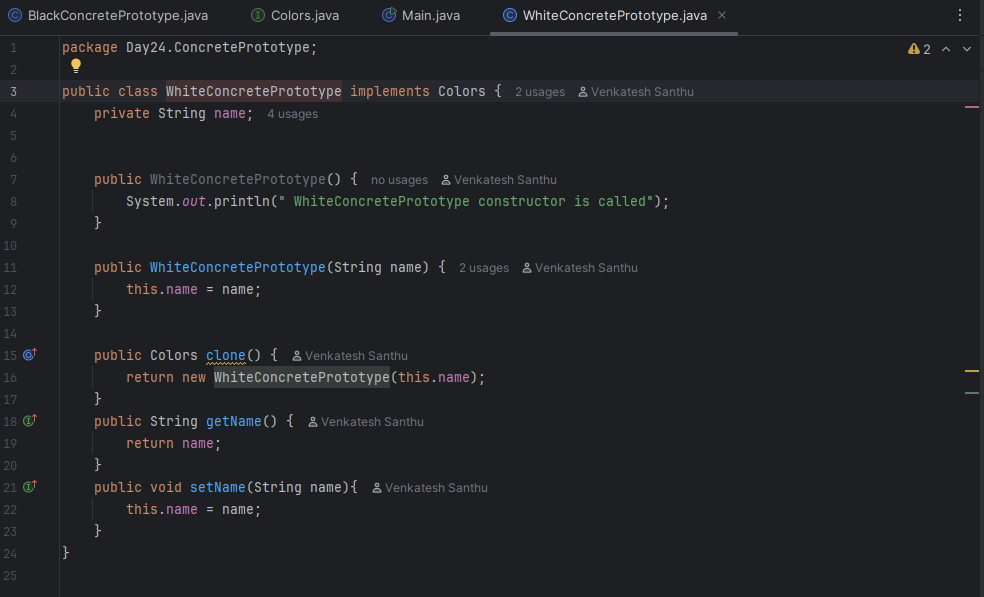 BlackConcretePrototype.java Colors.java Main.java WhiteConcretePrototype.java
1 package Day24.ConcretePrototype; 2
2
3 public class WhiteConcretePrototype implements Colors { 2 usages Venkatesh Santhu
4 private String name; 4 usages
5
6
7 public WhiteConcretePrototype() { no usages Venkatesh Santhu
8 System.out.println(" WhiteConcretePrototype constructor is called");
9 }
10
11 public WhiteConcretePrototype(String name) { 2 usages Venkatesh Santhu
12 this.name = name;
13 }
14
15 public Colors clone() { Venkatesh Santhu
16 return new WhiteConcretePrototype(this.name);
17 }
18 public String getName() { Venkatesh Santhu
19 return name;
20 }
21 public void setName(String name){ Venkatesh Santhu
22 this.name = name;
23 }
24 }
25